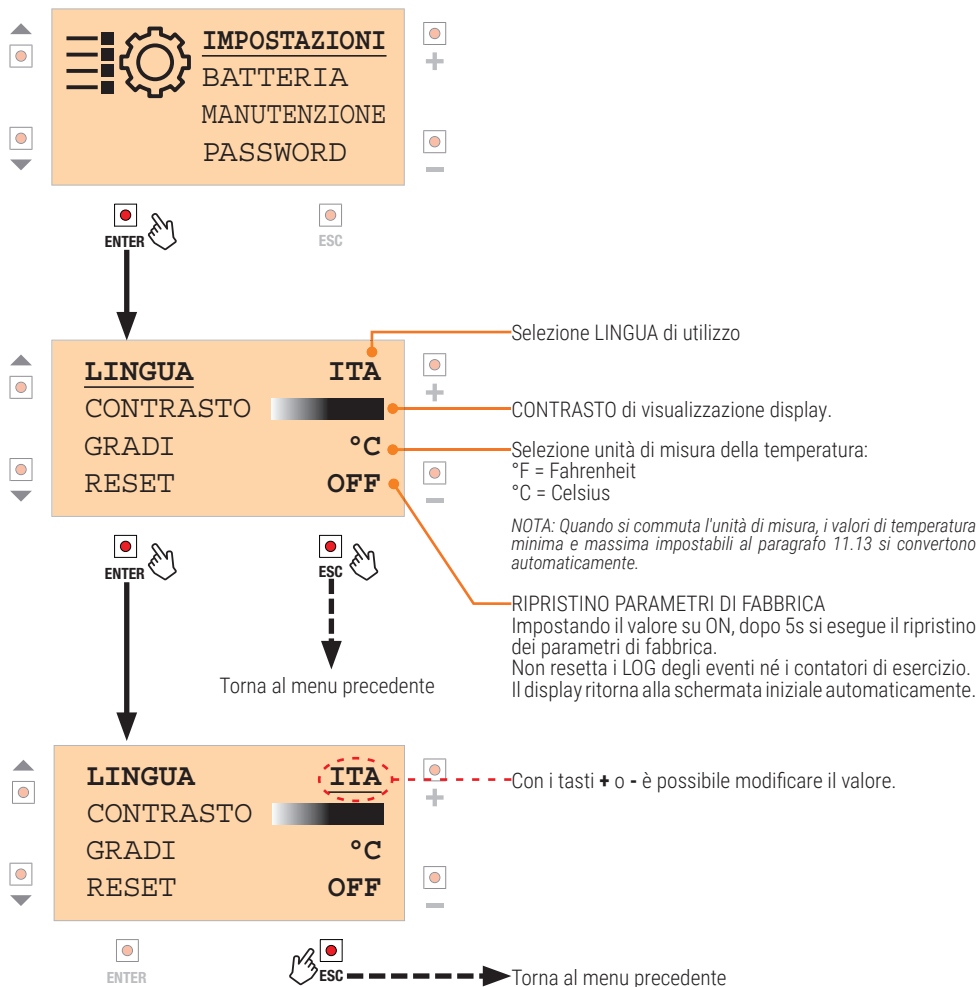 IMPOSTAZIONI
BATTERIA
MANUTENZIONE
PASSWORD
+
-
ENTER
ESC
LINGUA ITA
CONTRASTO
GRADI °C
RESET OFF
+
-
Selezione LINGUA di utilizzo
CONTRASTO di visualizzazione display.
Selezione unità di misura della temperatura:
°F = Fahrenheit
°C = Celsius
NOTA: Quando si commuta l'unità di misura, i valori di temperatura
minima e massima impostabili al paragrafo 11.13 si convertono
automaticamente.
RIPRISTINO PARAMETRI DI FABBRICA
Impostando il valore su ON, dopo 5s si esegue il ripristino
dei parametri di fabbrica.
Non resetta i LOG degli eventi né i contatori di esercizio.
Il display ritorna alla schermata iniziale automaticamente.
ENTER
ESC
Torna al menu precedente
LINGUA ITA
CONTRASTO
GRADI °C
RESET OFF
+
-
Con i tasti + o - è possibile modificare il valore.
ENTER
ESC
Torna al menu precedente